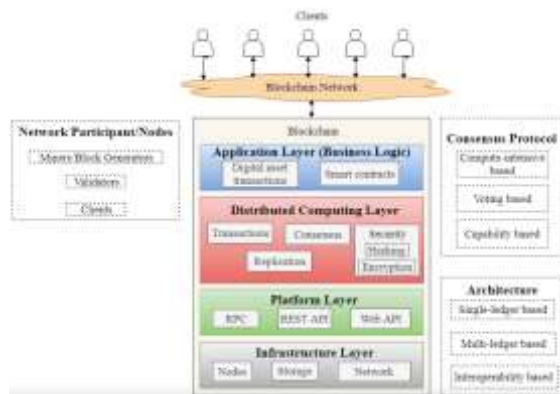 Clients
Blockchain Network
Network Participant/Nodes
Miners Block Generators
Validators
Clients
Blockchain
Application Layer (Business Logic)
Digital asset
transactions
Smart contracts
Distributed Computing Layer
Transactions
Consensus
Security
Hashing
Encryption
Replication
Platform Layer
RPC
REST API
Web API
Infrastructure Layer
Nodes
Storage
Network
Consensus Protocol
Compute-intensive
based
Voting based
Capability based
Architecture
Single-ledger based
Multi-ledger based
Interoperability based